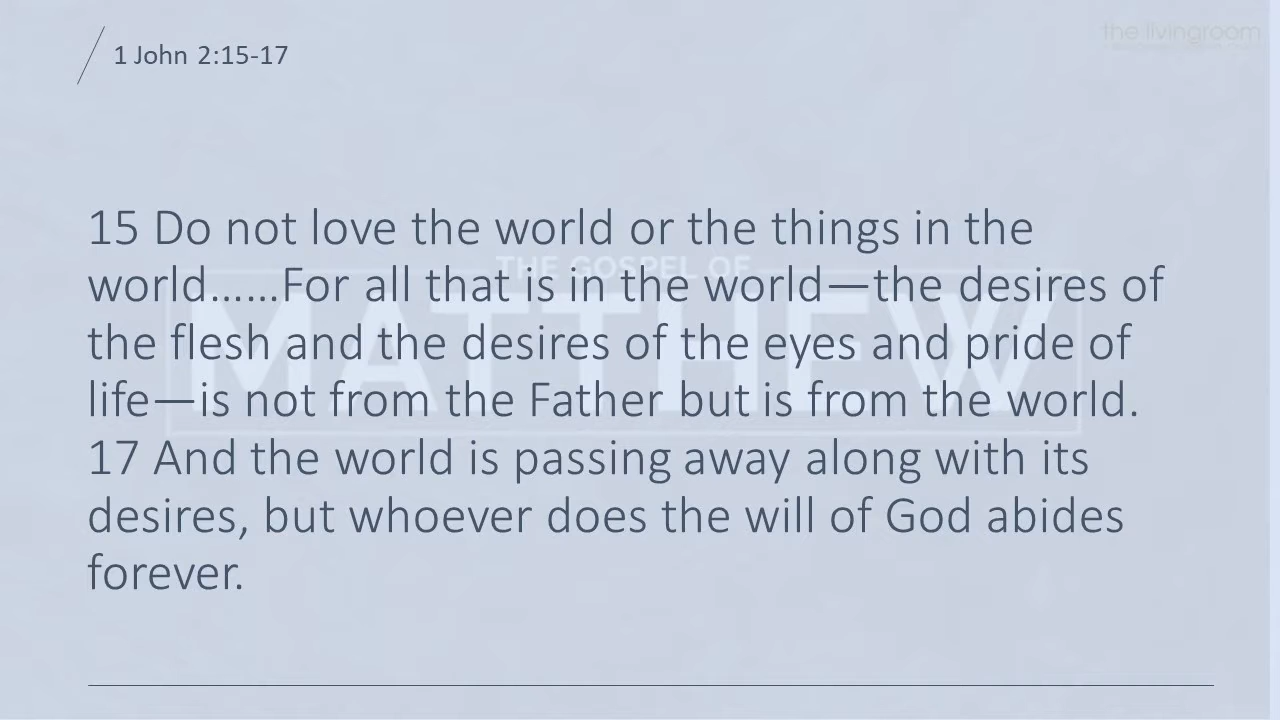 1 John 2:15-17
the livingroom
15 Do not love the world or the things in the
world......For all that is in the world—the desires of
the flesh and the desires of the eyes and pride of
life—is not from the Father but is from the world.
17 And the world is passing away along with its
desires, but whoever does the will of God abides
forever.
THE GOSPEL OF
MATTHEW